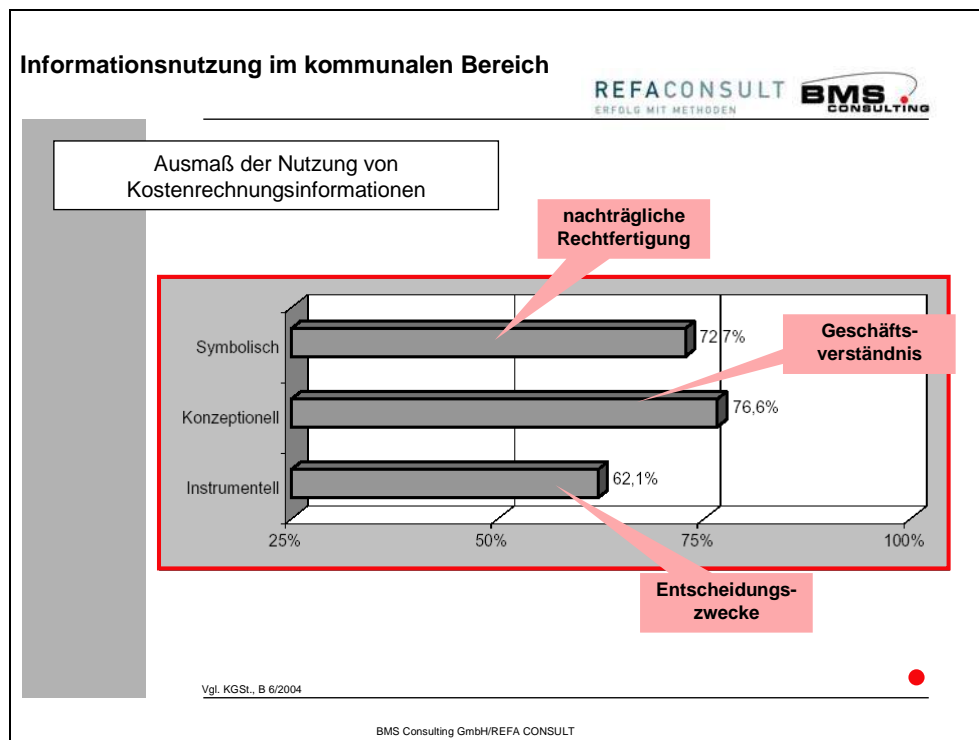 Informationsnutzung im kommunalen Bereich
REFACONSULT
ERFOLG MIT METHODEN
BMS
CONSULTING
Ausmaß der Nutzung von
Kostenrechnungsinformationen
nachträgliche
Rechtfertigung
Symbolisch
72,7%
Geschäfts-
verständnis
Konzeptionell
76,6%
Instrumentell
62,1%
25%
50%
75%
100%
Entscheidungs-
zwecke
Vgl. KGSt., B 6/2004
BMS Consulting GmbH/REFA CONSULT